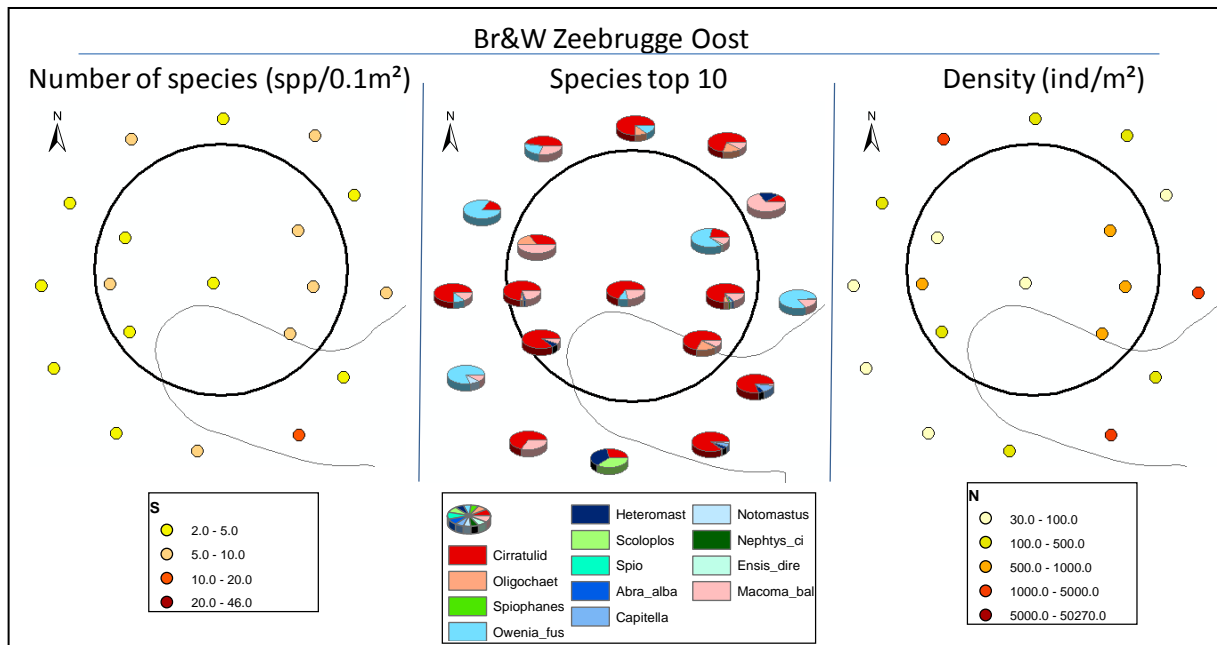 Br&W Zeebrugge Oost
Number of species (spp/0.1m²)
Species top 10
Density (ind/m²)
N
N
N
S
2.0 - 5.0
5.0 - 10.0
10.0 - 20.0
20.0 - 46.0
Cirratulid
Oligochaet
Spiophanes
Owenia_fus
Heteromast
Scoloplos
Spio
Abra_alba
Capitella
Notomastus
Nephtys_ci
Ensis_dire
Macoma_bal
N
30.0 - 100.0
100.0 - 500.0
500.0 - 1000.0
1000.0 - 5000.0
5000.0 - 50270.0